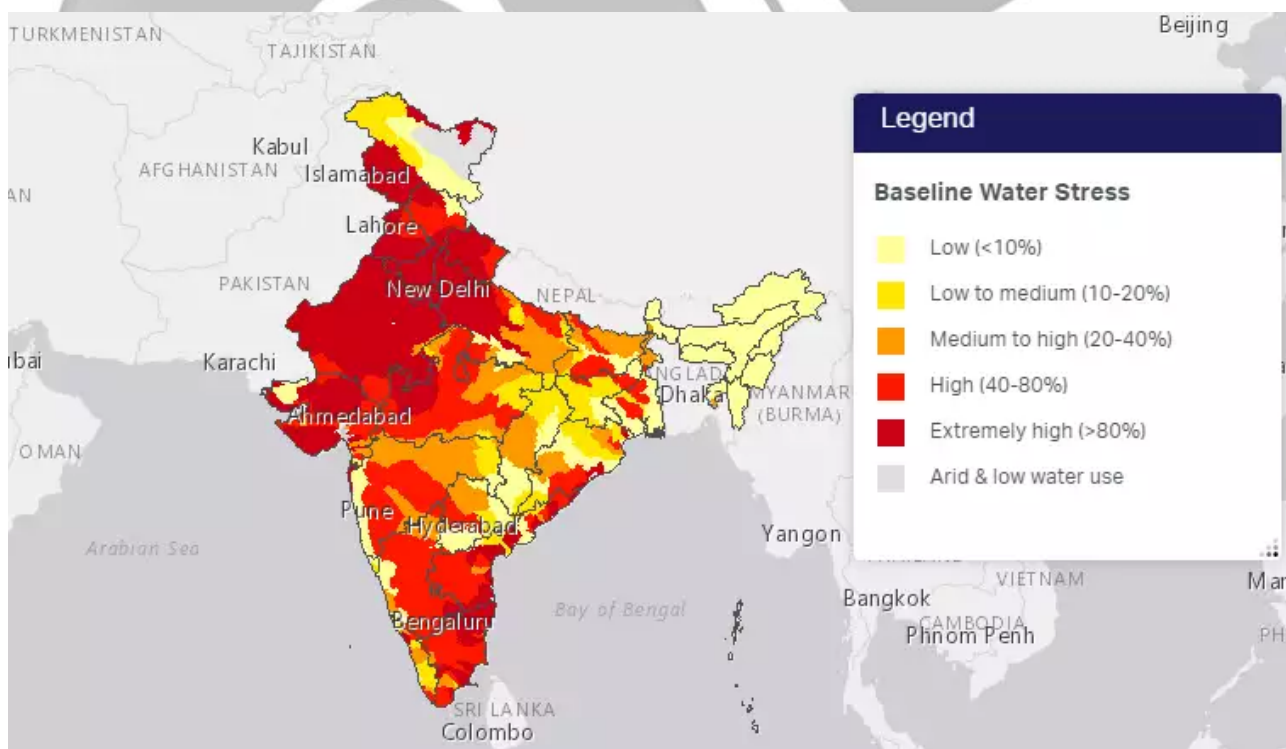 TURKMENISTAN
Beijing
TAJIKISTAN
Legend
Kabul
AFGHANISTAN
Islamabad
AN
Baseline Water Stress
Lahore
Low (<10%)
PAKISTAN
New Delhi
NEPAL
Low to medium (10-20%)
Medium to high (20-40%)
Karachi
High (40-80%)
NGLAD
Dhaka
MYANMAR
(BURMA)
Ahmedabad
Extremely high (>80%)
OMAN
Arid & low water use
Pune
Hyderabad
Yangon
Arabian Sea
VIETNAM
Bangkok
Bay of Bengal
Bengaluru
CAMBODIA
Phnom Penh
PH
SRI LANKA
Colombo